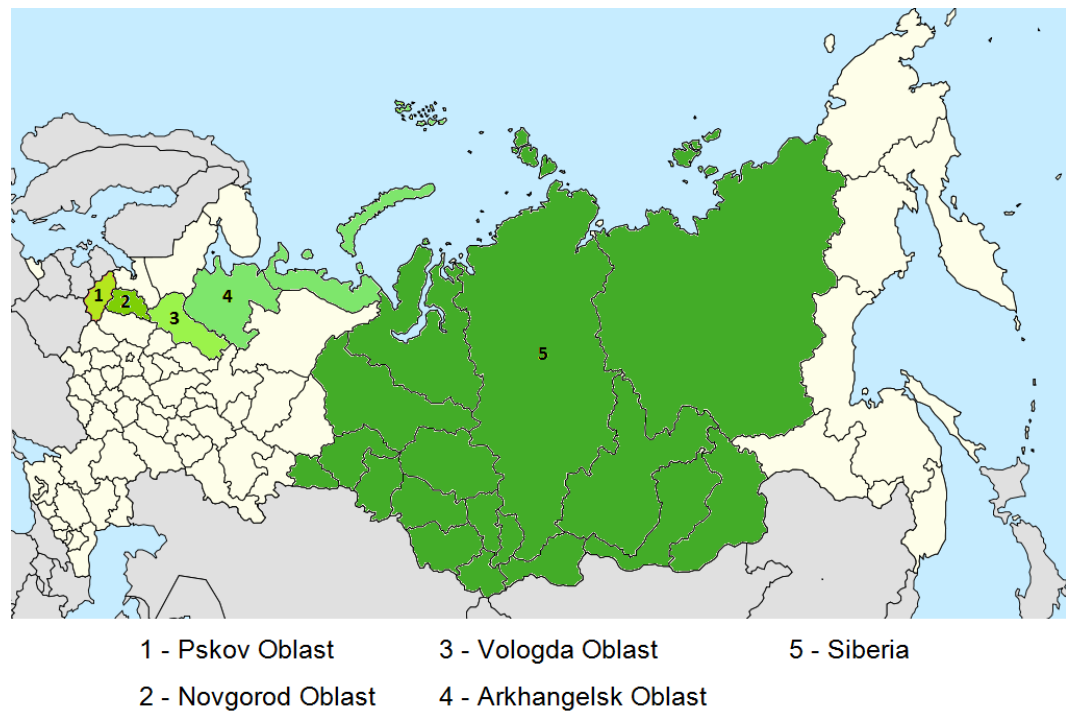 1
2
3
4
5
1 - Pskov Oblast
3 - Vologda Oblast
5 - Siberia
2 - Novgorod Oblast
4 - Arkhangelsk Oblast